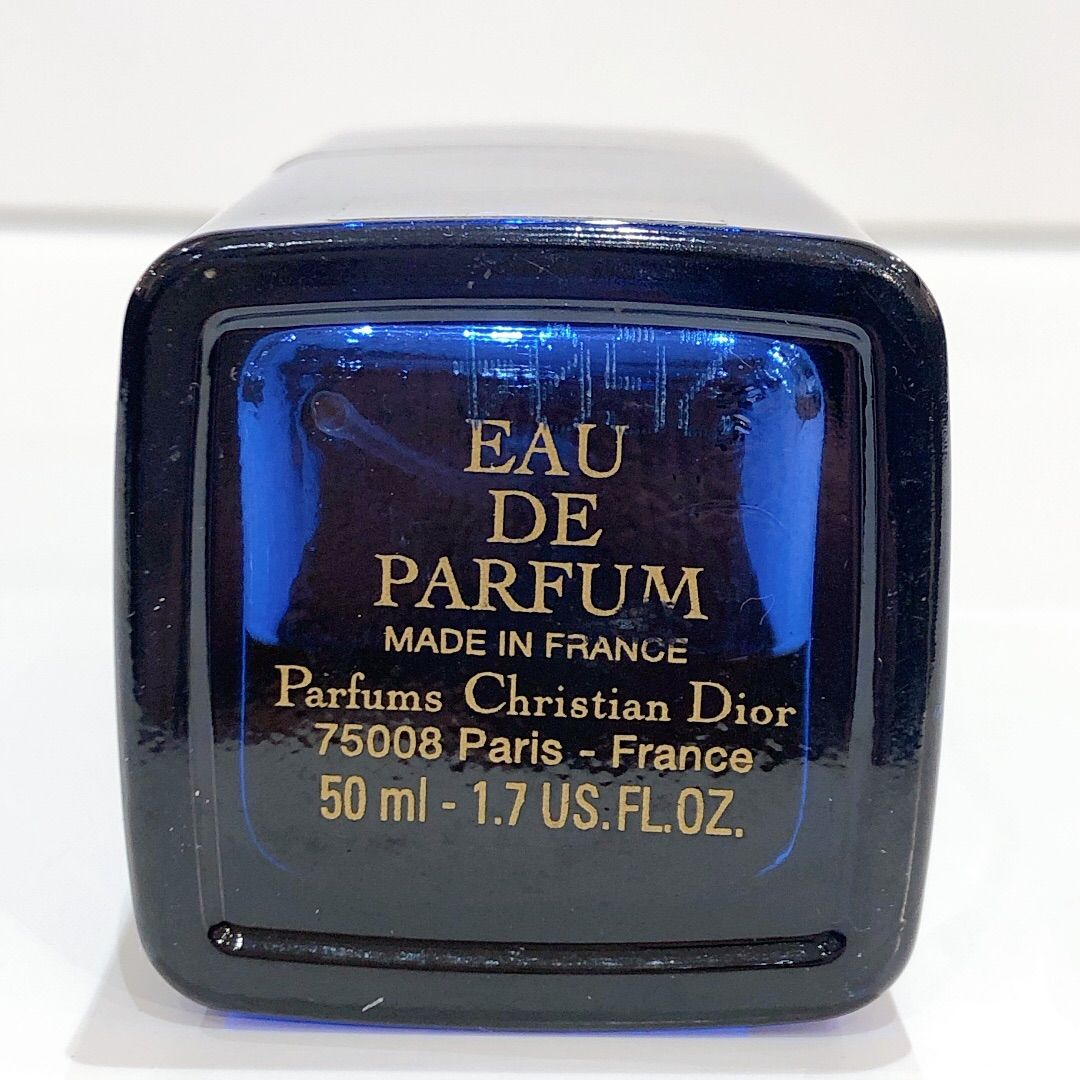 EAU
DE
PARFUM
MADE IN FRANCE
Parfums Christian Dior
75008 Paris - France
50 ml - 1.7 US.FL.OZ.